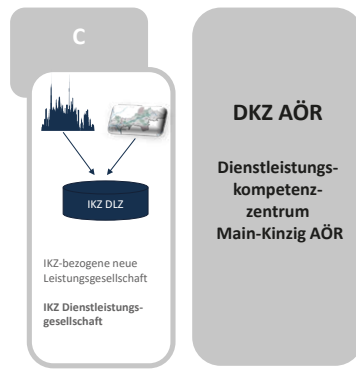 C
IKZ DLZ
IKZ-bezogene neue
Leistungsgesellschaft
IKZ Dienstleistungs-
gesellschaft
DKZ AÖR
Dienstleistungs-
kompetenz-
zentrum
Main-Kinzig AÖR